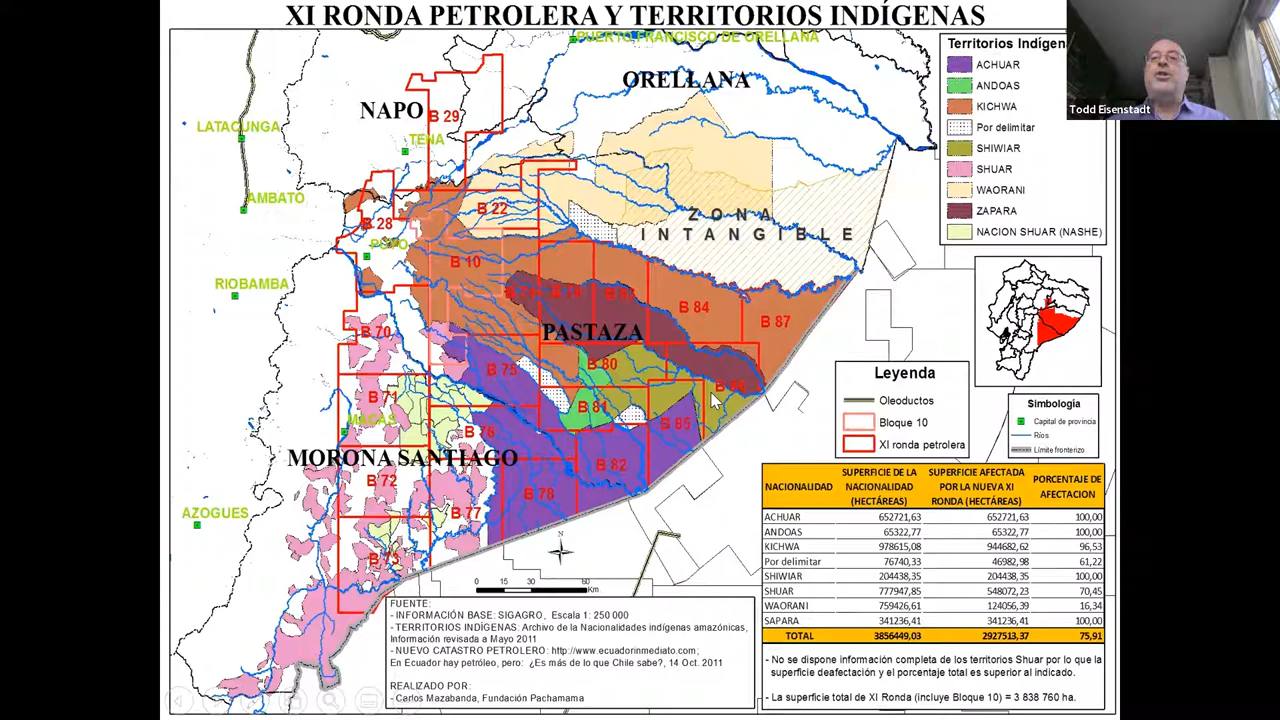 XI RONDA PETROLERA Y TERRITORIOS INDÍGENAS
PUERTO FRANCISCO DE ORELLANA
ORELLANA
NAPO
B 29
LATACUNGA
TENA
AMBATO
B 22
B 28
PUYO
ZONA
INTANGIBLE
B 10
RIOBAMBA
B 84
B 87
B 70
PASTAZA
B 75
B 80
B 71
B 81
MACAS
B 76
B 85
MORONA SANTIAGO
B 82
B 72
B 78
AZOGUES
B 77
B 73
N
0 15 30 60
Km
Territorios Indígen
ACHUAR
ANDOAS
KICHWA
Por delimitar
SHIWIAR
SHUAR
WAORANI
ZAPARA
NACION SHUAR (NASHE)
Todd Eisenstadt
Leyenda
Oleoductos
Bloque 10
XI ronda petrolera
Simbología
Capital de provincia
Ríos
Límite fronterizo
NACIONALIDAD SUPERFICIE DE LA NACIONALIDAD (HECTÁREAS) SUPERFICIE AFECTADA POR LA NUEVA XI RONDA (HECTÁREAS) PORCENTAJE DE AFECTACION
ACHUAR 652721,63 652721,63 100,00
ANDOAS 65322,77 65322,77 100,00
KICHWA 978615,08 944682,62 96,53
Por delimitar 76740,33 46982,98 61,22
SHIWIAR 204438,35 204438,35 100,00
SHUAR 777947,85 548072,23 70,45
WAORANI 759426,61 124056,39 16,34
SAPARA 341236,41 341236,41 100,00
TOTAL 3856449,03 2927513,37 75,91
- No se dispone información completa de los territorios Shuar por lo que la
superficie deafectación y el porcentaje total es superior al indicado.
- La superficie total de XI Ronda (incluye Bloque 10) = 3 838 760 ha.
FUENTE:
- INFORMACIÓN BASE: SIGAGRO, Escala 1: 250 000
- TERRITORIOS INDÍGENAS: Archivo de la Nacionalidades indígenas amazónicas,
Información revisada a Mayo 2011
- NUEVO CATASTRO PETROLERO: http://www.ecuadorinmediato.com;
En Ecuador hay petróleo, pero: ¿Es más de lo que Chile sabe?, 14 Oct. 2011
REALIZADO POR:
- Carlos Mazabanda, Fundación Pachamama